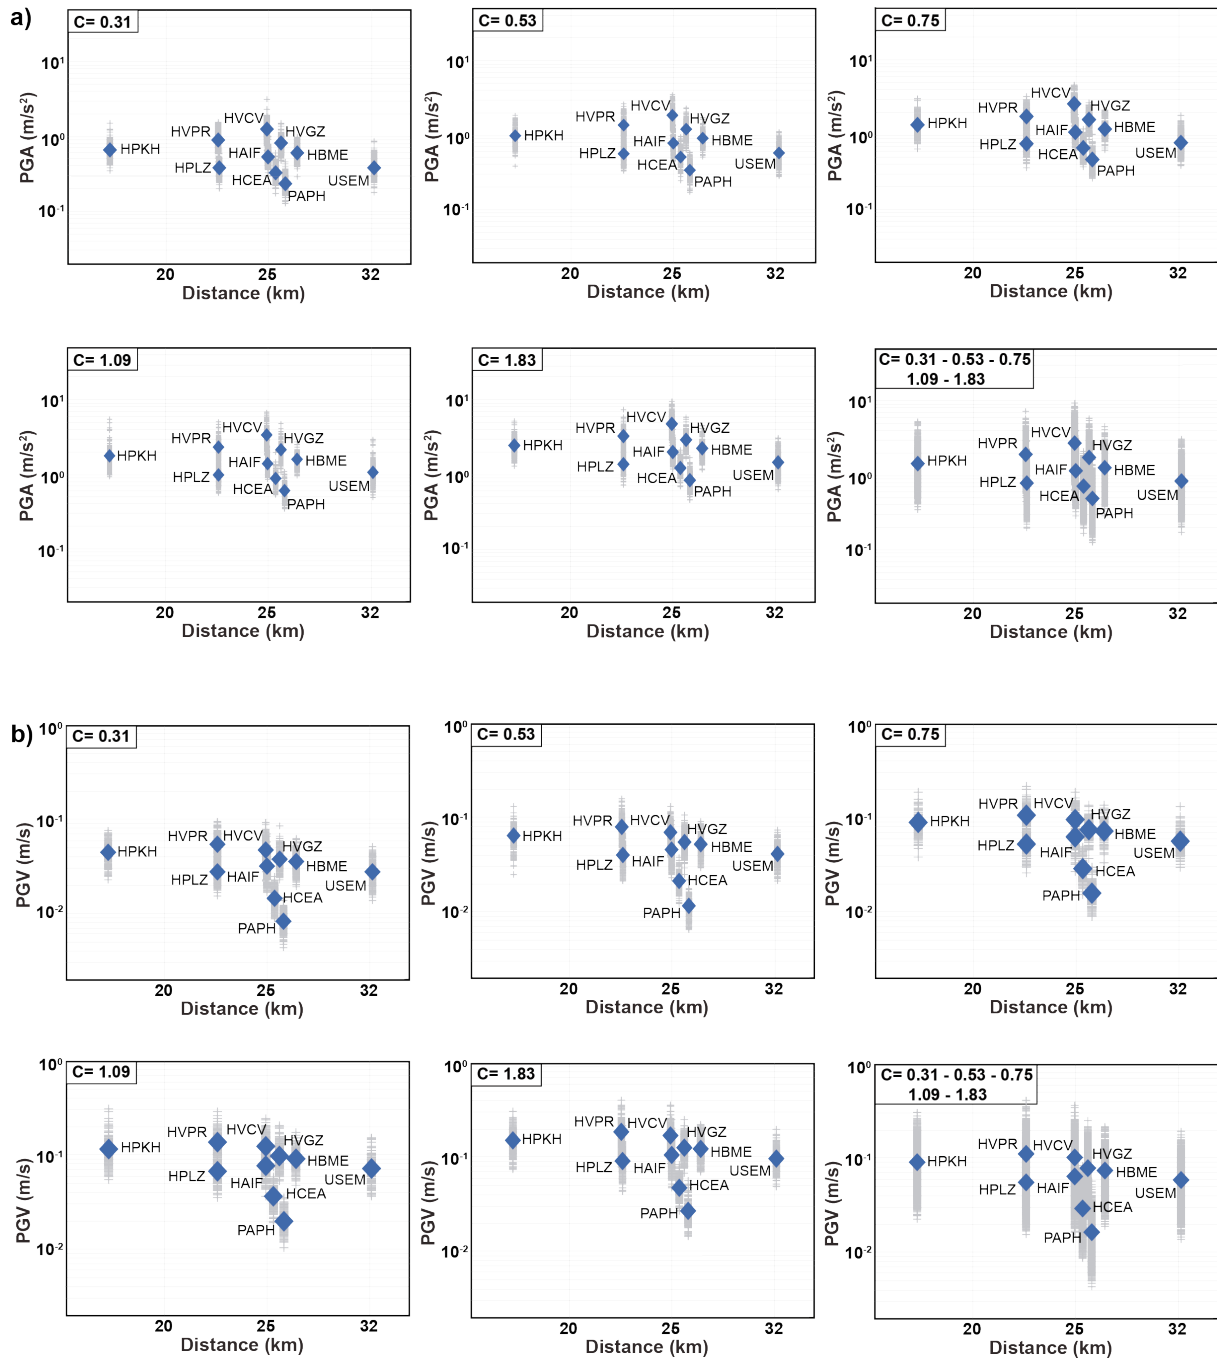 a)
C= 0.31
10¹
10⁰
10⁻¹
PGA (m/s²)
HPKH
HVPR
HPLZ
HVCV
HAIF
HCEA
HVGZ
HBME
PAPH
USEM
20
25
32
Distance (km)
C= 0.53
10¹
10⁰
10⁻¹
PGA (m/s²)
HPKH
HVPR
HPLZ
HVCV
HAIF
HCEA
HVGZ
HBME
PAPH
USEM
20
25
32
Distance (km)
C= 0.75
10¹
10⁰
10⁻¹
PGA (m/s²)
HPKH
HVPR
HPLZ
HVCV
HAIF
HCEA
HVGZ
HBME
PAPH
USEM
20
25
32
Distance (km)
C= 1.09
10¹
10⁰
10⁻¹
PGA (m/s²)
HPKH
HVPR
HPLZ
HVCV
HAIF
HCEA
HVGZ
HBME
PAPH
USEM
20
25
32
Distance (km)
C= 1.83
10¹
10⁰
10⁻¹
PGA (m/s²)
HPKH
HVPR
HPLZ
HVCV
HAIF
HCEA
HVGZ
HBME
PAPH
USEM
20
25
32
Distance (km)
C= 0.31 - 0.53 - 0.75
1.09 - 1.83
10¹
10⁰
10⁻¹
PGA (m/s²)
HPKH
HVPR
HPLZ
HVCV
HAIF
HCEA
HVGZ
HBME
PAPH
USEM
20
25
32
Distance (km)
b)
C= 0.31
10⁰
10⁻¹
10⁻²
PGV (m/s)
HPKH
HVPR
HPLZ
HVCV
HAIF
HVGZ
HBME
HCEA
PAPH
USEM
20
25
32
Distance (km)
C= 0.53
10⁰
10⁻¹
10⁻²
PGV (m/s)
HPKH
HVPR
HPLZ
HVCV
HAIF
HVGZ
HBME
HCEA
PAPH
USEM
20
25
32
Distance (km)
C= 0.75
10⁰
10⁻¹
10⁻²
PGV (m/s)
HPKH
HVPR
HPLZ
HVCV
HAIF
HVGZ
HBME
HCEA
PAPH
USEM
20
25
32
Distance (km)
C= 1.09
10⁰
10⁻¹
10⁻²
PGV (m/s)
HPKH
HVPR
HPLZ
HVCV
HAIF
HVGZ
HBME
HCEA
PAPH
USEM
20
25
32
Distance (km)
C= 1.83
10⁰
10⁻¹
10⁻²
PGV (m/s)
HPKH
HVPR
HPLZ
HVCV
HAIF
HVGZ
HBME
HCEA
PAPH
USEM
20
25
32
Distance (km)
C= 0.31 - 0.53 - 0.75
1.09 - 1.83
10⁰
10⁻¹
10⁻²
PGV (m/s)
HPKH
HVPR
HPLZ
HVCV
HAIF
HVGZ
HBME
HCEA
PAPH
USEM
20
25
32
Distance (km)